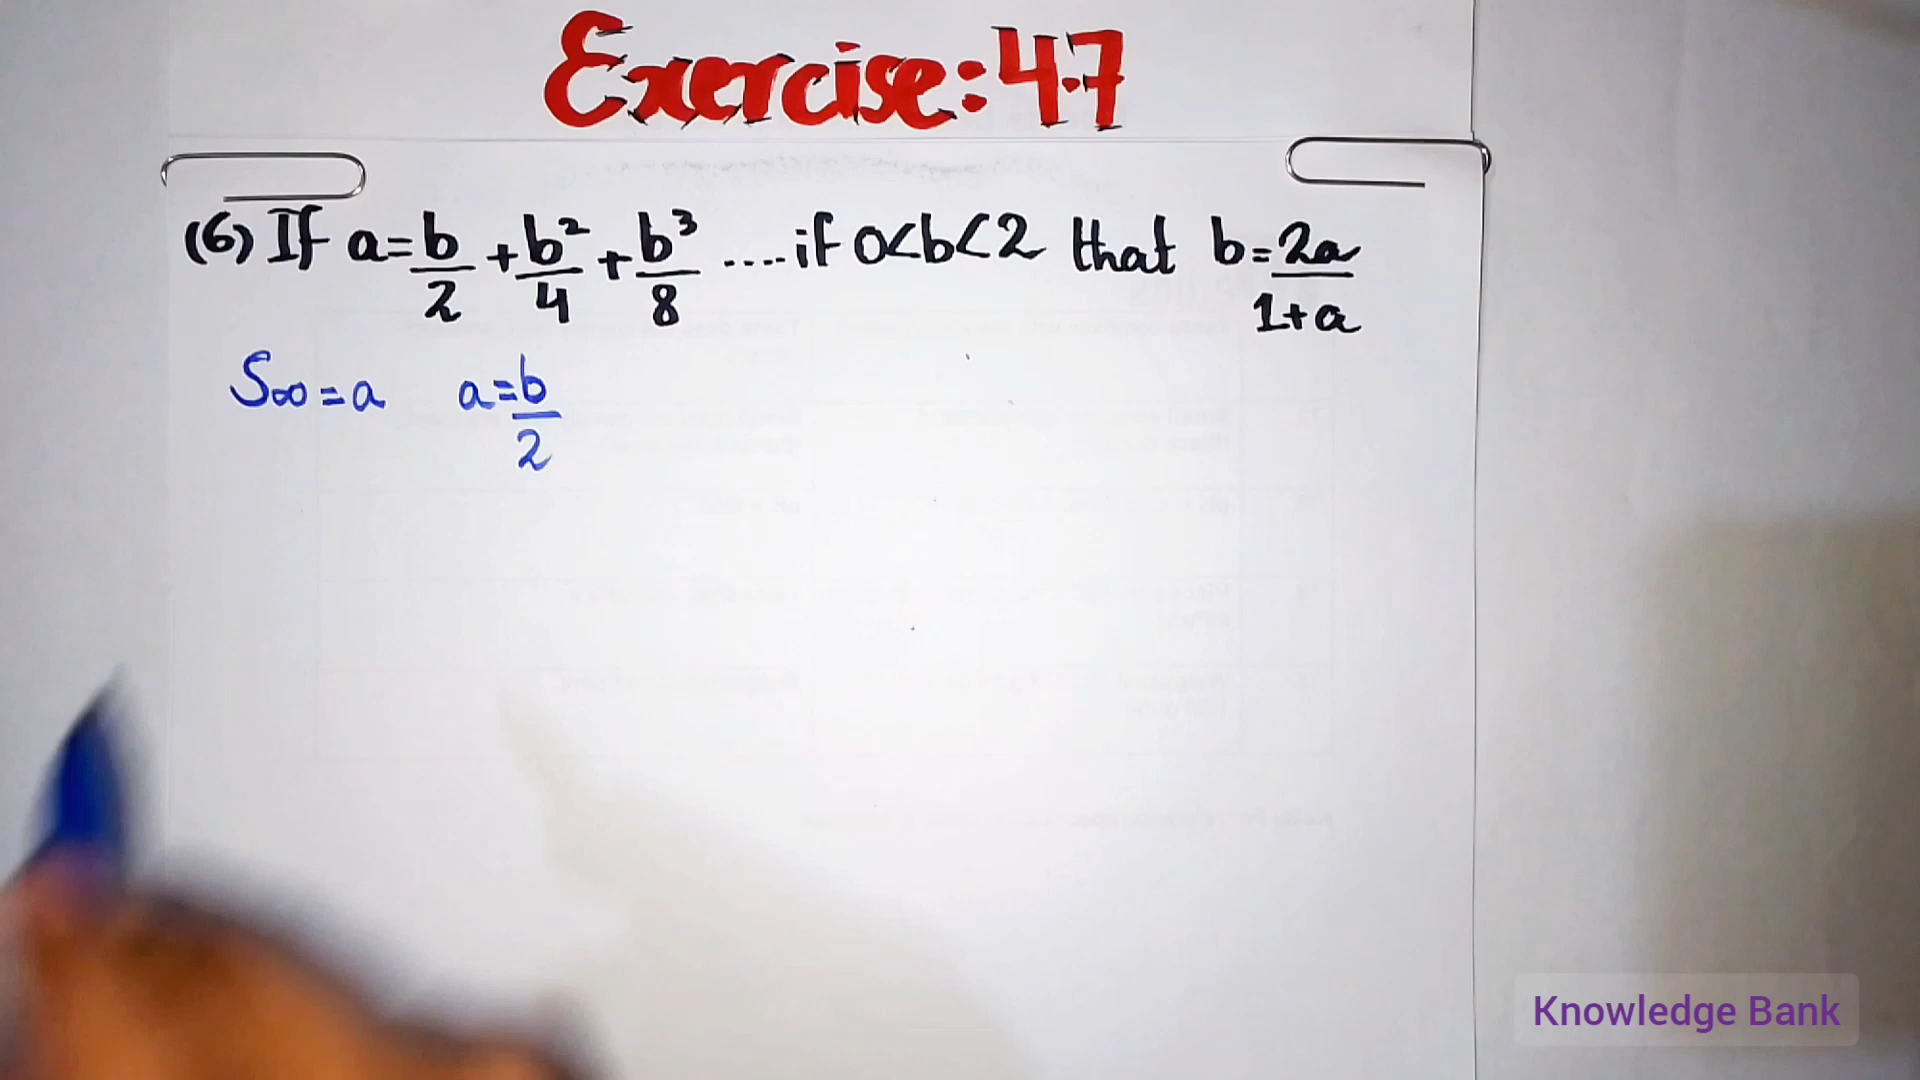 Exercise: 4.7
(6) If a = b/2 + b²/4 + b³/8 .... if 0<b<2 that b = 2a/1+a
S∞ = a a = b/2
Knowledge Bank